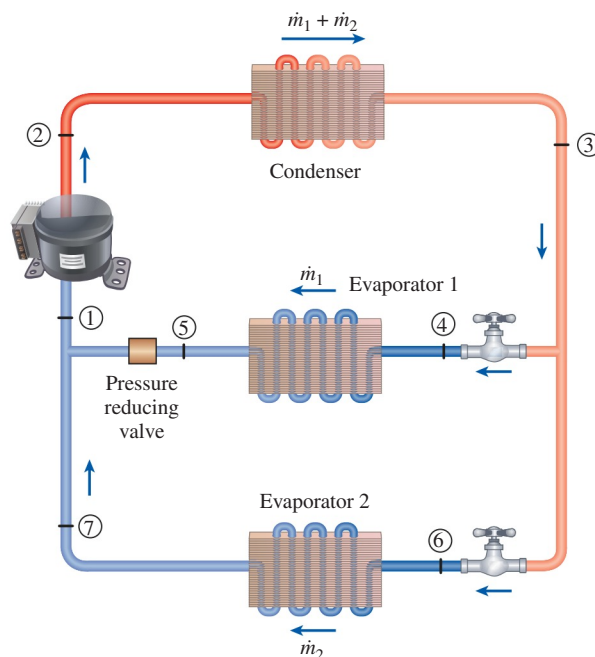 ṁ₁ + ṁ₂
②
③
Condenser
ṁ₁
Evaporator 1
①
⑤
④
Pressure
reducing
valve
Evaporator 2
⑦
⑥
ṁ₂